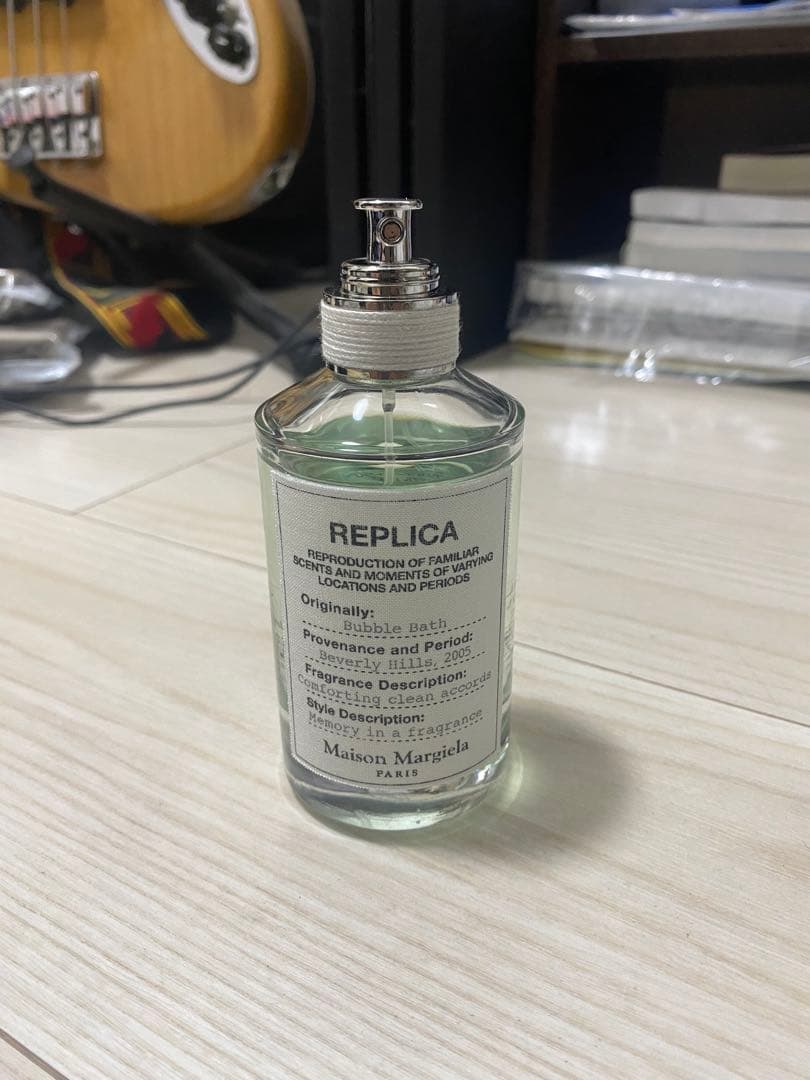 REPLICA
REPRODUCTION OF FAMILIAR
SCENTS AND MOMENTS OF VARYING
LOCATIONS AND PERIODS
Originally:
Bubble Bath
Provenance and Period:
Beverly Hills, 2005
Fragrance Description:
Comforting clean accords
Style Description:
Memory in a fragrance
Maison Margiela
PARIS